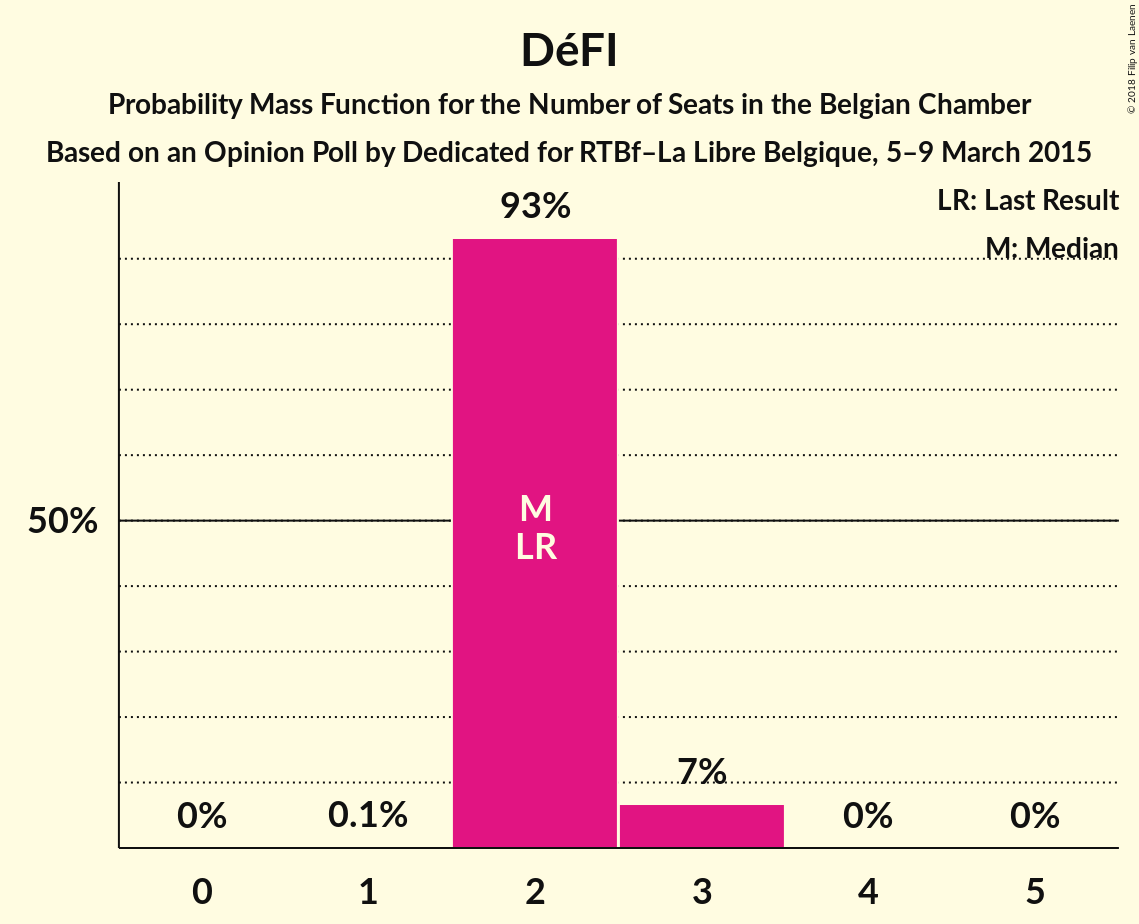 DéFI
Probability Mass Function for the Number of Seats in the Belgian Chamber
Based on an Opinion Poll by Dedicated for RTBf–La Libre Belgique, 5–9 March 2015
© 2018 Filip van Laenen
LR: Last Result
M: Median
93%
50%
M
LR
7%
0%
0.1%
0%
0%
0
1
2
3
4
5